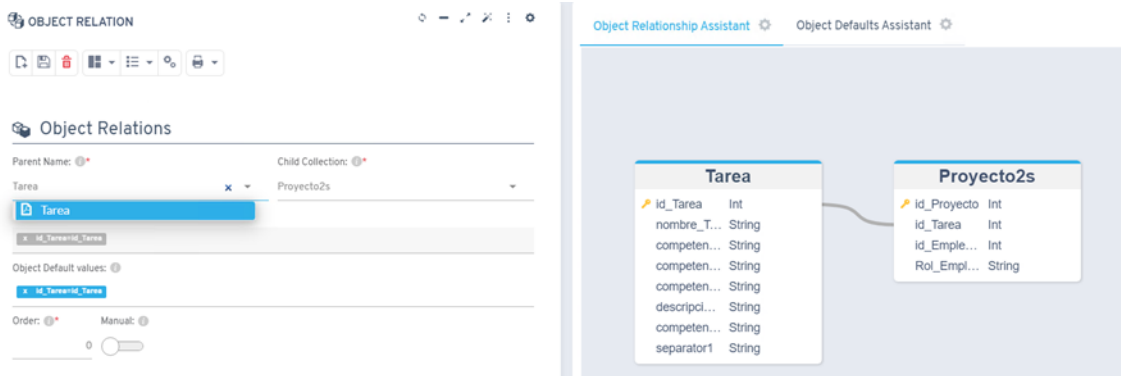 OBJECT RELATION
Object Relations
Parent Name: *
Child Collection: *
Tarea x
Proyecto2s
Tarea
x id_Tarea=id_Tarea
Object Default values:
x id_Tarea=id_Tarea
Order: *
Manual:
0
Object Relationship Assistant
Object Defaults Assistant
Tarea
id_Tarea Int
nombre_T... String
competen... String
competen... String
competen... String
descripci... String
competen... String
separator1 String
Proyecto2s
id_Proyecto Int
id_Tarea Int
id_Emple... Int
Rol_Empl... String